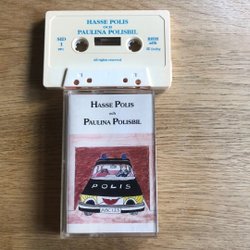 HASSE POLIS
OCH
PAULINA POLISBIL
SID
1
All rights reserved
HASSE POLIS
och
PAULINA POLISBIL
POLIS